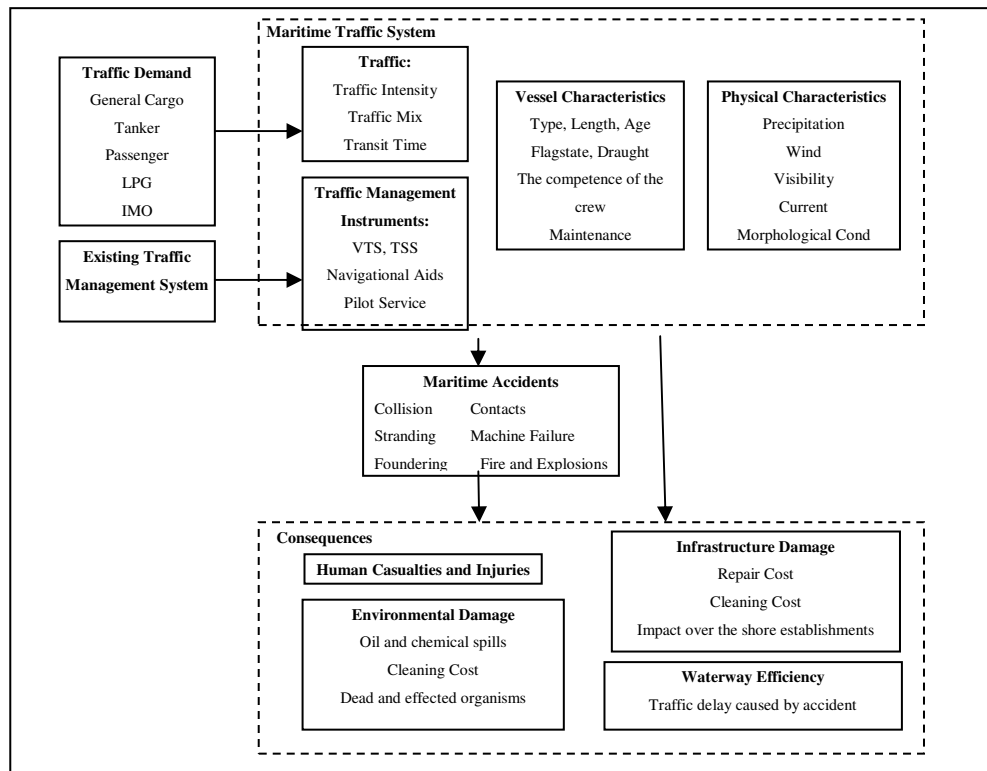 Maritime Traffic System
Traffic Demand
General Cargo
Tanker
Passenger
LPG
IMO
Existing Traffic
Management System
Traffic:
Traffic Intensity
Traffic Mix
Transit Time
Traffic Management
Instruments:
VTS, TSS
Navigational Aids
Pilot Service
Vessel Characteristics
Type, Length, Age
Flagstate, Draught
The competence of the
crew
Maintenance
Physical Characteristics
Precipitation
Wind
Visibility
Current
Morphological Cond
Maritime Accidents
Collision Contacts
Stranding Machine Failure
Foundering Fire and Explosions
Consequences
Human Casualties and Injuries
Environmental Damage
Oil and chemical spills
Cleaning Cost
Dead and effected organisms
Infrastructure Damage
Repair Cost
Cleaning Cost
Impact over the shore establishments
Waterway Efficiency
Traffic delay caused by accident